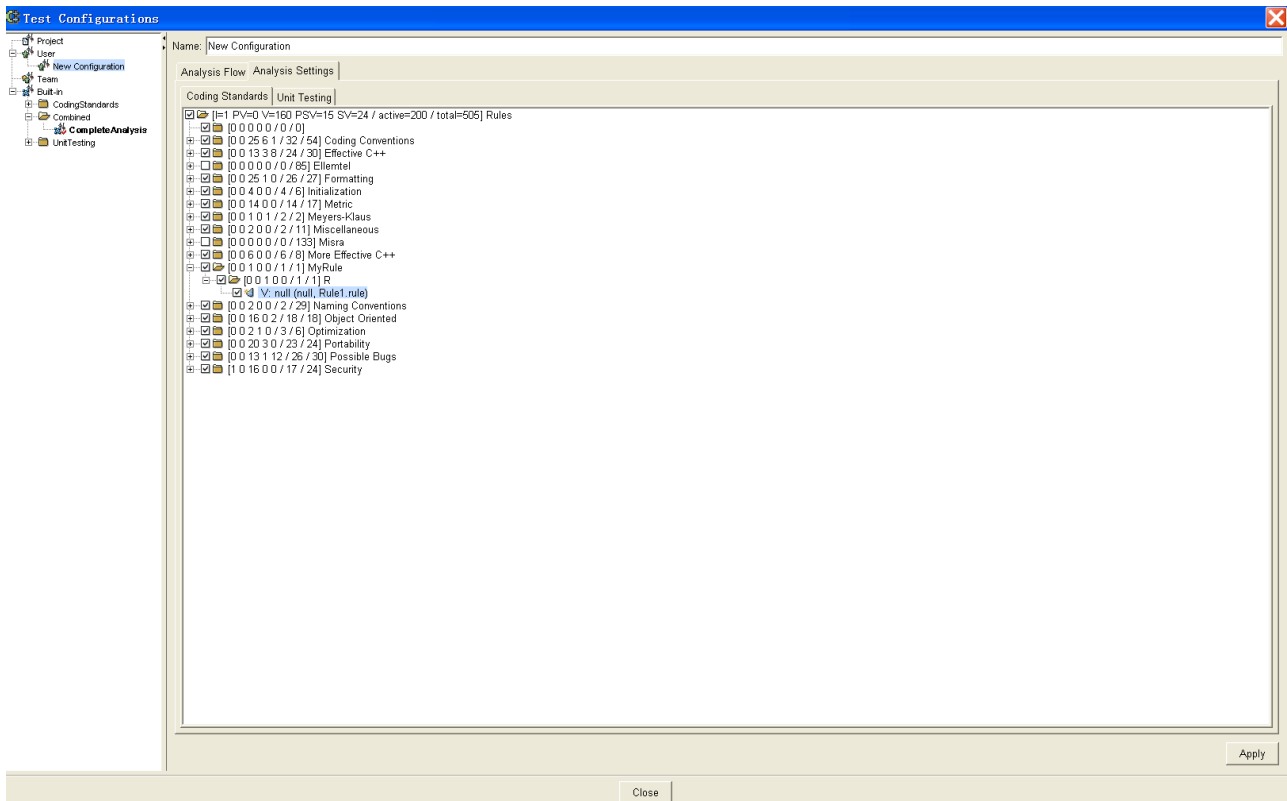 Test Configurations
Project
User
New Configuration
Team
Built-in
CodingStandards
Combined
CompleteAnalysis
UnitTesting
Name: New Configuration
Analysis Flow Analysis Settings
Coding Standards Unit Testing
[I=1 PV=0 V=160 PSV=15 SV=24 / active=200 / total=505] Rules
[0 0 0 0 0 / 0 / 0]
[0 0 25 6 1 / 32 / 54] Coding Conventions
[0 0 13 3 8 / 24 / 30] Effective C++
[0 0 0 0 0 / 0 / 85] Ellemtel
[0 0 25 1 0 / 26 / 27] Formatting
[0 0 4 0 0 / 4 / 6] Initialization
[0 0 14 0 0 / 14 / 17] Metric
[0 0 1 0 1 / 2 / 2] Meyers-Klaus
[0 0 2 0 0 / 2 / 11] Miscellaneous
[0 0 0 0 0 / 0 / 133] Misra
[0 0 6 0 0 / 6 / 8] More Effective C++
[0 0 1 0 0 / 1 / 1] MyRule
[0 0 1 0 0 / 1 / 1] R
V: null (null, Rule1.rule)
[0 0 2 0 0 / 2 / 29] Naming Conventions
[0 0 16 0 2 / 18 / 18] Object Oriented
[0 0 2 1 0 / 3 / 6] Optimization
[0 0 20 3 0 / 23 / 24] Portability
[0 0 13 1 12 / 26 / 30] Possible Bugs
[1 0 16 0 0 / 17 / 24] Security
Apply
Close